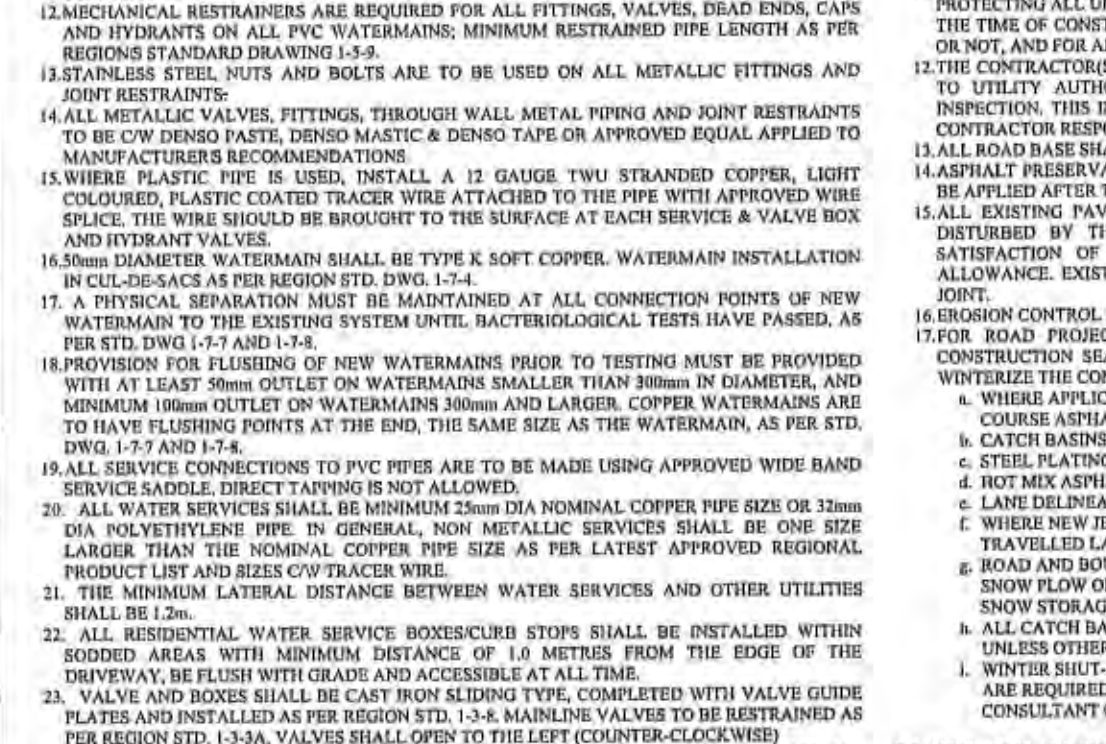 12.MECHANICAL RESTRAINERS ARE REQUIRED FOR ALL FITTINGS, VALVES, DEAD ENDS, CAPS
AND HYDRANTS ON ALL PVC WATERMAINS; MINIMUM RESTRAINED PIPE LENGTH AS PER
REGIONS STANDARD DRAWING 1-5-9.
13.STAINLESS STEEL NUTS AND BOLTS ARE TO BE USED ON ALL METALLIC FITTINGS AND
JOINT RESTRAINTS.
14.ALL METALLIC VALVES, FITTINGS, THROUGH WALL METAL PIPING AND JOINT RESTRAINTS
TO BE C/W DENSO PASTE, DENSO MASTIC & DENSO TAPE OR APPROVED EQUAL APPLIED TO
MANUFACTURERS RECOMMENDATIONS
15.WHERE PLASTIC PIPE IS USED, INSTALL A 12 GAUGE TWU STRANDED COPPER, LIGHT
COLOURED, PLASTIC COATED TRACER WIRE ATTACHED TO THE PIPE WITH APPROVED WIRE
SPLICE. THE WIRE SHOULD BE BROUGHT TO THE SURFACE AT EACH SERVICE & VALVE BOX
AND HYDRANT VALVES.
16.50mm DIAMETER WATERMAIN SHALL BE TYPE K SOFT COPPER. WATERMAIN INSTALLATION
IN CUL-DE-SACS AS PER REGION STD. DWG. 1-7-4.
17. A PHYSICAL SEPARATION MUST BE MAINTAINED AT ALL CONNECTION POINTS OF NEW
WATERMAIN TO THE EXISTING SYSTEM UNTIL BACTERIOLOGICAL TESTS HAVE PASSED, AS
PER STD. DWG 1-7-7 AND 1-7-8.
18.PROVISION FOR FLUSHING OF NEW WATERMAINS PRIOR TO TESTING MUST BE PROVIDED
WITH AT LEAST 50mm OUTLET ON WATERMAINS SMALLER THAN 300mm IN DIAMETER, AND
MINIMUM 100mm OUTLET ON WATERMAINS 300mm AND LARGER. COPPER WATERMAINS ARE
TO HAVE FLUSHING POINTS AT THE END, THE SAME SIZE AS THE WATERMAIN, AS PER STD.
DWG. 1-7-7 AND 1-7-8.
19.ALL SERVICE CONNECTIONS TO PVC PIPES ARE TO BE MADE USING APPROVED WIDE BAND
SERVICE SADDLE. DIRECT TAPPING IS NOT ALLOWED.
20. ALL WATER SERVICES SHALL BE MINIMUM 25mm DIA NOMINAL COPPER PIPE SIZE OR 32mm
DIA POLYETHYLENE PIPE. IN GENERAL, NON METALLIC SERVICES SHALL BE ONE SIZE
LARGER THAN THE NOMINAL COPPER PIPE SIZE AS PER LATEST APPROVED REGIONAL
PRODUCT LIST AND SIZES C/W TRACER WIRE.
21. THE MINIMUM LATERAL DISTANCE BETWEEN WATER SERVICES AND OTHER UTILITIES
SHALL BE 1.2m.
22. ALL RESIDENTIAL WATER SERVICE BOXES/CURB STOPS SHALL BE INSTALLED WITHIN
SODDED AREAS WITH MINIMUM DISTANCE OF 1.0 METRES FROM THE EDGE OF THE
DRIVEWAY, BE FLUSH WITH GRADE AND ACCESSIBLE AT ALL TIME.
23. VALVE AND BOXES SHALL BE CAST IRON SLIDING TYPE, COMPLETED WITH VALVE GUIDE
PLATES AND INSTALLED AS PER REGION STD. 1-3-8. MAINLINE VALVES TO BE RESTRAINED AS
PER REGION STD. 1-3-3A. VALVES SHALL OPEN TO THE LEFT (COUNTER-CLOCKWISE)
PROTECTING ALL
THE TIME OF CONST
OR NOT, AND FOR
12.THE CONTRACTOR(S
TO UTILITY AUTH
INSPECTION. THIS
CONTRACTOR RESP
13.ALL ROAD BASE SHA
14.ASPHALT PRESERVA
BE APPLIED AFTER
15.ALL EXISTING PAV
DISTURBED BY TH
SATISFACTION OF
ALLOWANCE. EXIST
JOINT.
16.EROSION CONTROL
17.FOR ROAD PROJEC
CONSTRUCTION SEA
WINTERIZE THE CON
a. WHERE APPLIC
COURSE ASPHA
b. CATCH BASINS
c. STEEL PLATING
d. HOT MIX ASPH
e. LANE DELINEA
f. WHERE NEW JE
TRAVELLED LA
g. ROAD AND BOU
SNOW PLOW O
SNOW STORAG
h. ALL CATCH BA
UNLESS OTHER
i. WINTER SHUT-
ARE REQUIRED
CONSULTANT